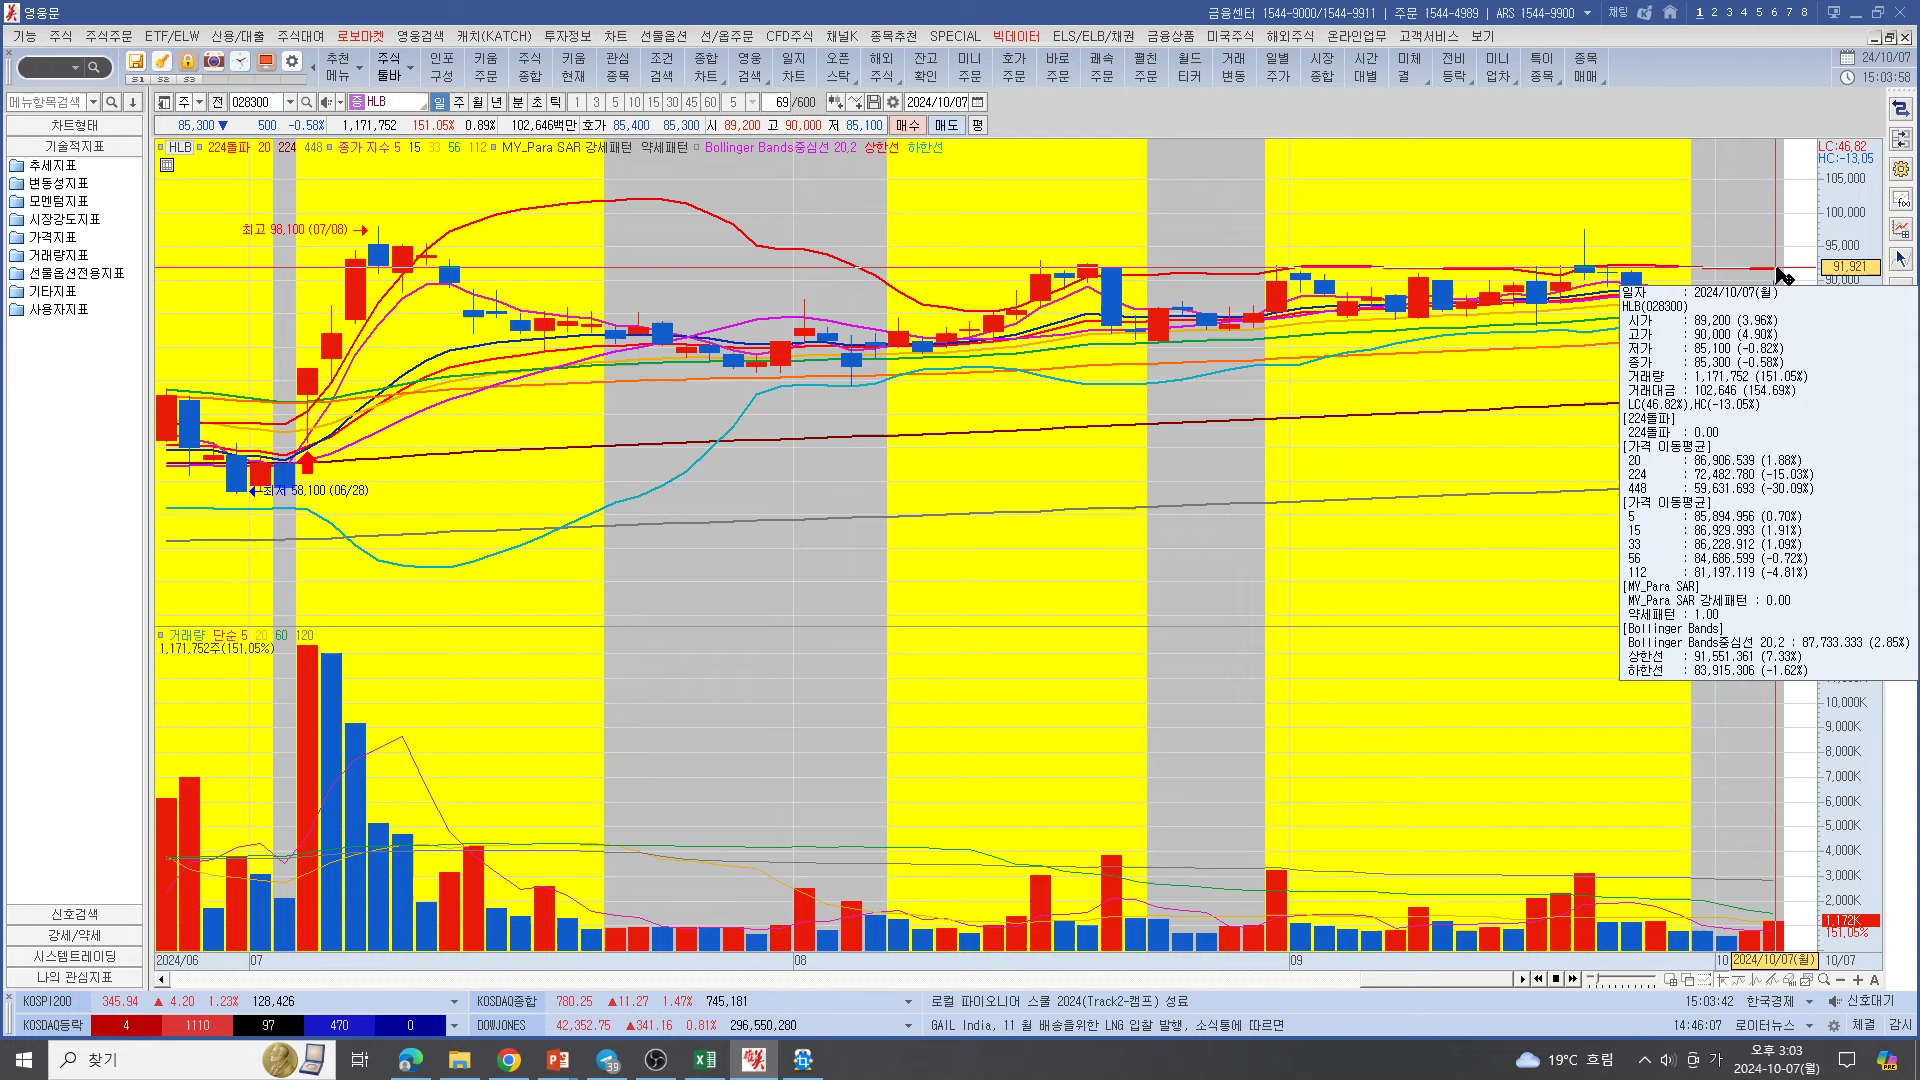 영웅문
금융센터 1544-9000/1544-9911 | 주문 1544-4989 | ARS 1544-9900 채팅 1 2 3 4 5 6 7 8
기능 주식 주식주문 ETF/ELW 신용/대출 주식대여 로보마켓 영웅검색 캐치(KATCH) 투자정보 차트 선물옵션 선/옵주문 CFD주식 채널K 종목추천 SPECIAL 빅데이터 ELS/ELB/채권 금융상품 미국주식 해외주식 온라인업무 고객서비스 보기
추천 주식 인포 키움 주식 키움 관심 조건 종합 영웅 일지 오픈 해외 잔고 미니 호가 바로 쾌속 펼친 월드 거래 일별 시장 시간 미체 전비 미니 특이 종목 24/10/07
S1 S2 S3 메뉴 툴바 구성 주문 종합 현재 종목 검색 차트 검색 차트 스탁 주식 확인 주문 주문 주문 주문 주문 티커 변동 주가 종합 대별 결 등락 업차 종목 매매 15:03:58
메뉴항목검색 주 전 028300 증 HLB 일 주 월 년 분 초 틱 1 3 5 10 15 30 45 60 5 69 /600 2024/10/07
차트형태 85,300 ▼ 500 -0.58% 1,171,752 151.05% 0.89% 102,646백만 호가 85,400 85,300 시 89,200 고 90,000 저 85,100 매수 매도 평
기술적지표
HLB 224돌파 20 224 448 종가 지수 5 15 33 56 112 MY_Para SAR 강세패턴 약세패턴 Bollinger Bands중심선 20,2 상한선 하한선
LC:46,82
HC:-13,05
추세지표
변동성지표
모멘텀지표
시장강도지표
가격지표
거래량지표
선물옵션전용지표
기타지표
사용자지표
105,000
100,000
95,000
91,921
90,000
최고 98,100 (07/08)
최저 58,100 (06/28)
일자 : 2024/10/07(월)
HLB(028300)
시가 : 89,200 (3.96%)
고가 : 90,000 (4.90%)
저가 : 85,100 (-0.82%)
종가 : 85,300 (-0.58%)
거래량 : 1,171,752 (151.05%)
거래대금 : 102,646 (154.69%)
LC(46.82%),HC(-13.05%)
[224돌파]
224돌파 : 0.00
[가격 이동평균]
20 : 86,906.539 (1.88%)
224 : 72,482.780 (-15.03%)
448 : 59,631.693 (-30.09%)
[가격 이동평균]
5 : 85,894.956 (0.70%)
15 : 86,929.993 (1.91%)
33 : 86,228.912 (1.09%)
56 : 84,686.599 (-0.72%)
112 : 81,197.119 (-4.81%)
[MY_Para SAR]
MY_Para SAR 강세패턴 : 0.00
약세패턴 : 1.00
[Bollinger Bands]
Bollinger Bands중심선 20,2 : 87,733.333 (2.85%)
상한선 : 91,551.361 (7.33%)
하한선 : 83,915.306 (-1.62%)
거래량 단순 5 20 60 120
1,171,752주(151.05%)
10,000K
9,000K
8,000K
7,000K
6,000K
5,000K
4,000K
3,000K
2,000K
1,172K
151,05%
신호검색
강세/약세
시스템트레이딩
나의 관심지표
2024/06 07 08 09 10 2024/10/07(월) 10/07
KOSPI200 345.94 ▲ 4.20 1.23% 128,426 KOSDAQ종합 780.25 ▲11.27 1.47% 745,181 로컬 파이오니어 스쿨 2024(Track2-캠프) 성료 15:03:42 한국경제 신호대기
KOSDAQ등락 4 1110 97 470 0 DOWJONES 42,352.75 ▲341.16 0.81% 296,550,280 GAIL India, 11 월 배송을위한 LNG 입찰 발행, 소식통에 따르면 14:46:07 로이터뉴스 체결 감시
찾기 39 19°C 흐림 가 오후 3:03
2024-10-07(월)